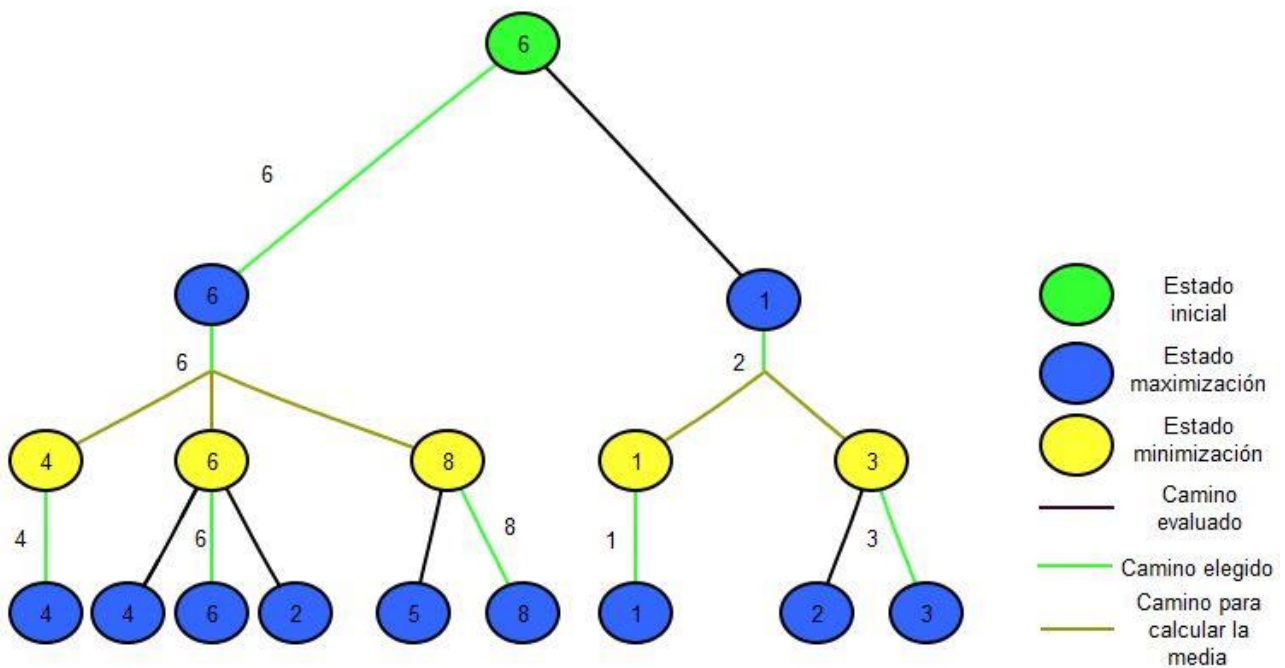 6
6
6
1
6
2
4
6
8
1
3
4
6
8
1
3
4
4
6
2
5
8
1
2
3
Estado
inicial
Estado
maximización
Estado
minimización
Camino
evaluado
Camino elegido
Camino para
calcular la
media